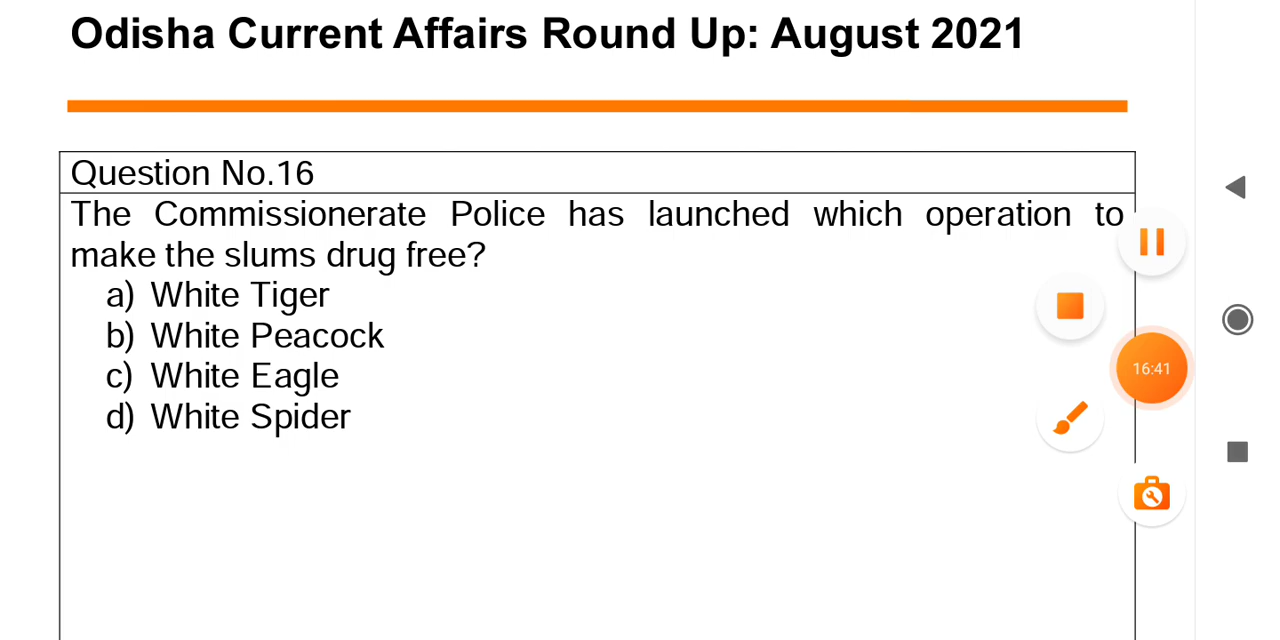 Odisha Current Affairs Round Up: August 2021
Question No.16
The Commissionerate Police has launched which operation to
make the slums drug free?
a) White Tiger
b) White Peacock
c) White Eagle
d) White Spider
16:41